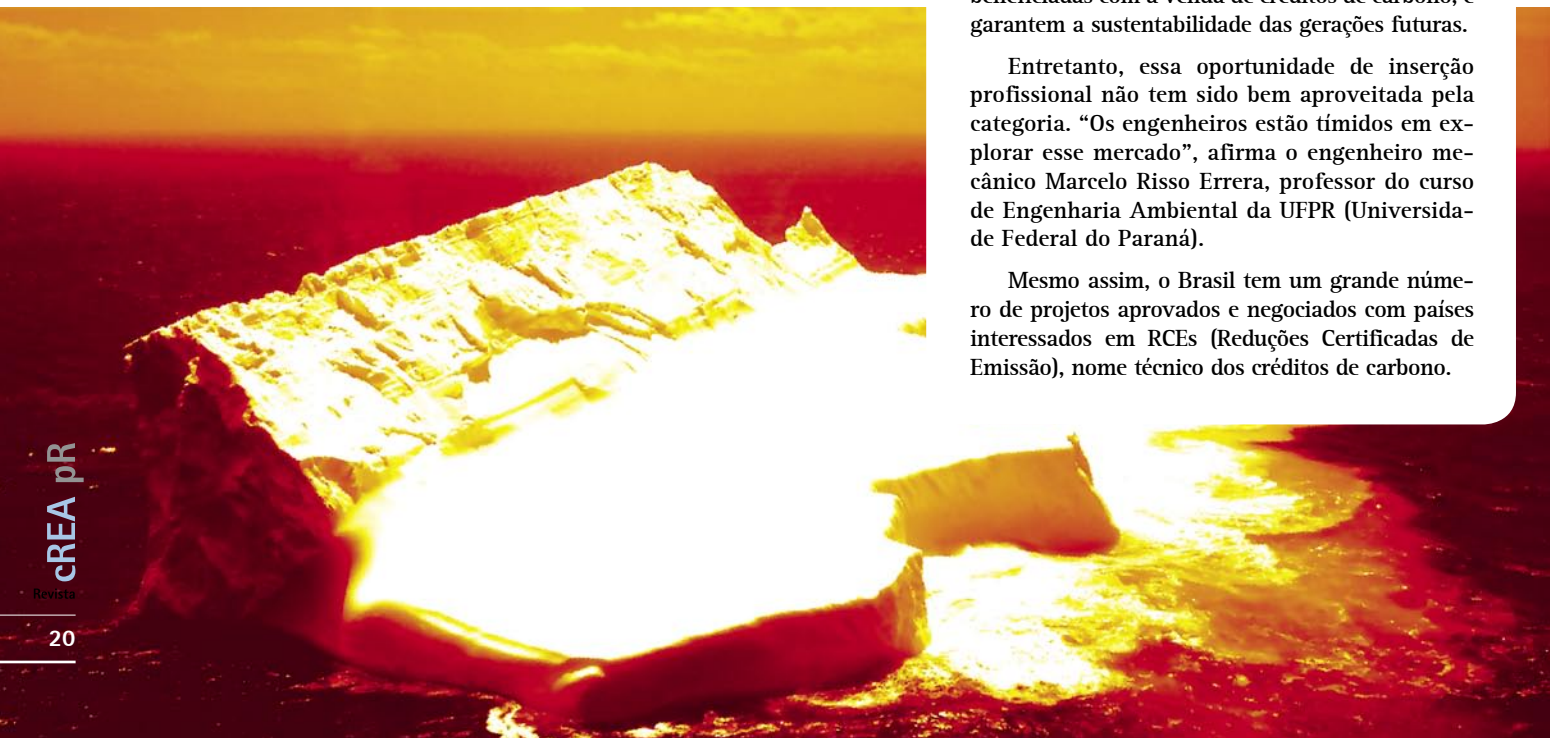 beneficiadas com a venda de créditos de carbono, e
garantem a sustentabilidade das gerações futuras.
Entretanto, essa oportunidade de inserção
profissional não tem sido bem aproveitada pela
categoria. “Os engenheiros estão tímidos em ex-
plorar esse mercado”, afirma o engenheiro me-
cânico Marcelo Risso Errera, professor do curso
de Engenharia Ambiental da UFPR (Universida-
de Federal do Paraná).
Mesmo assim, o Brasil tem um grande núme-
ro de projetos aprovados e negociados com países
interessados em RCEs (Reduções Certificadas de
Emissão), nome técnico dos créditos de carbono.
Revista
cREA pR
20